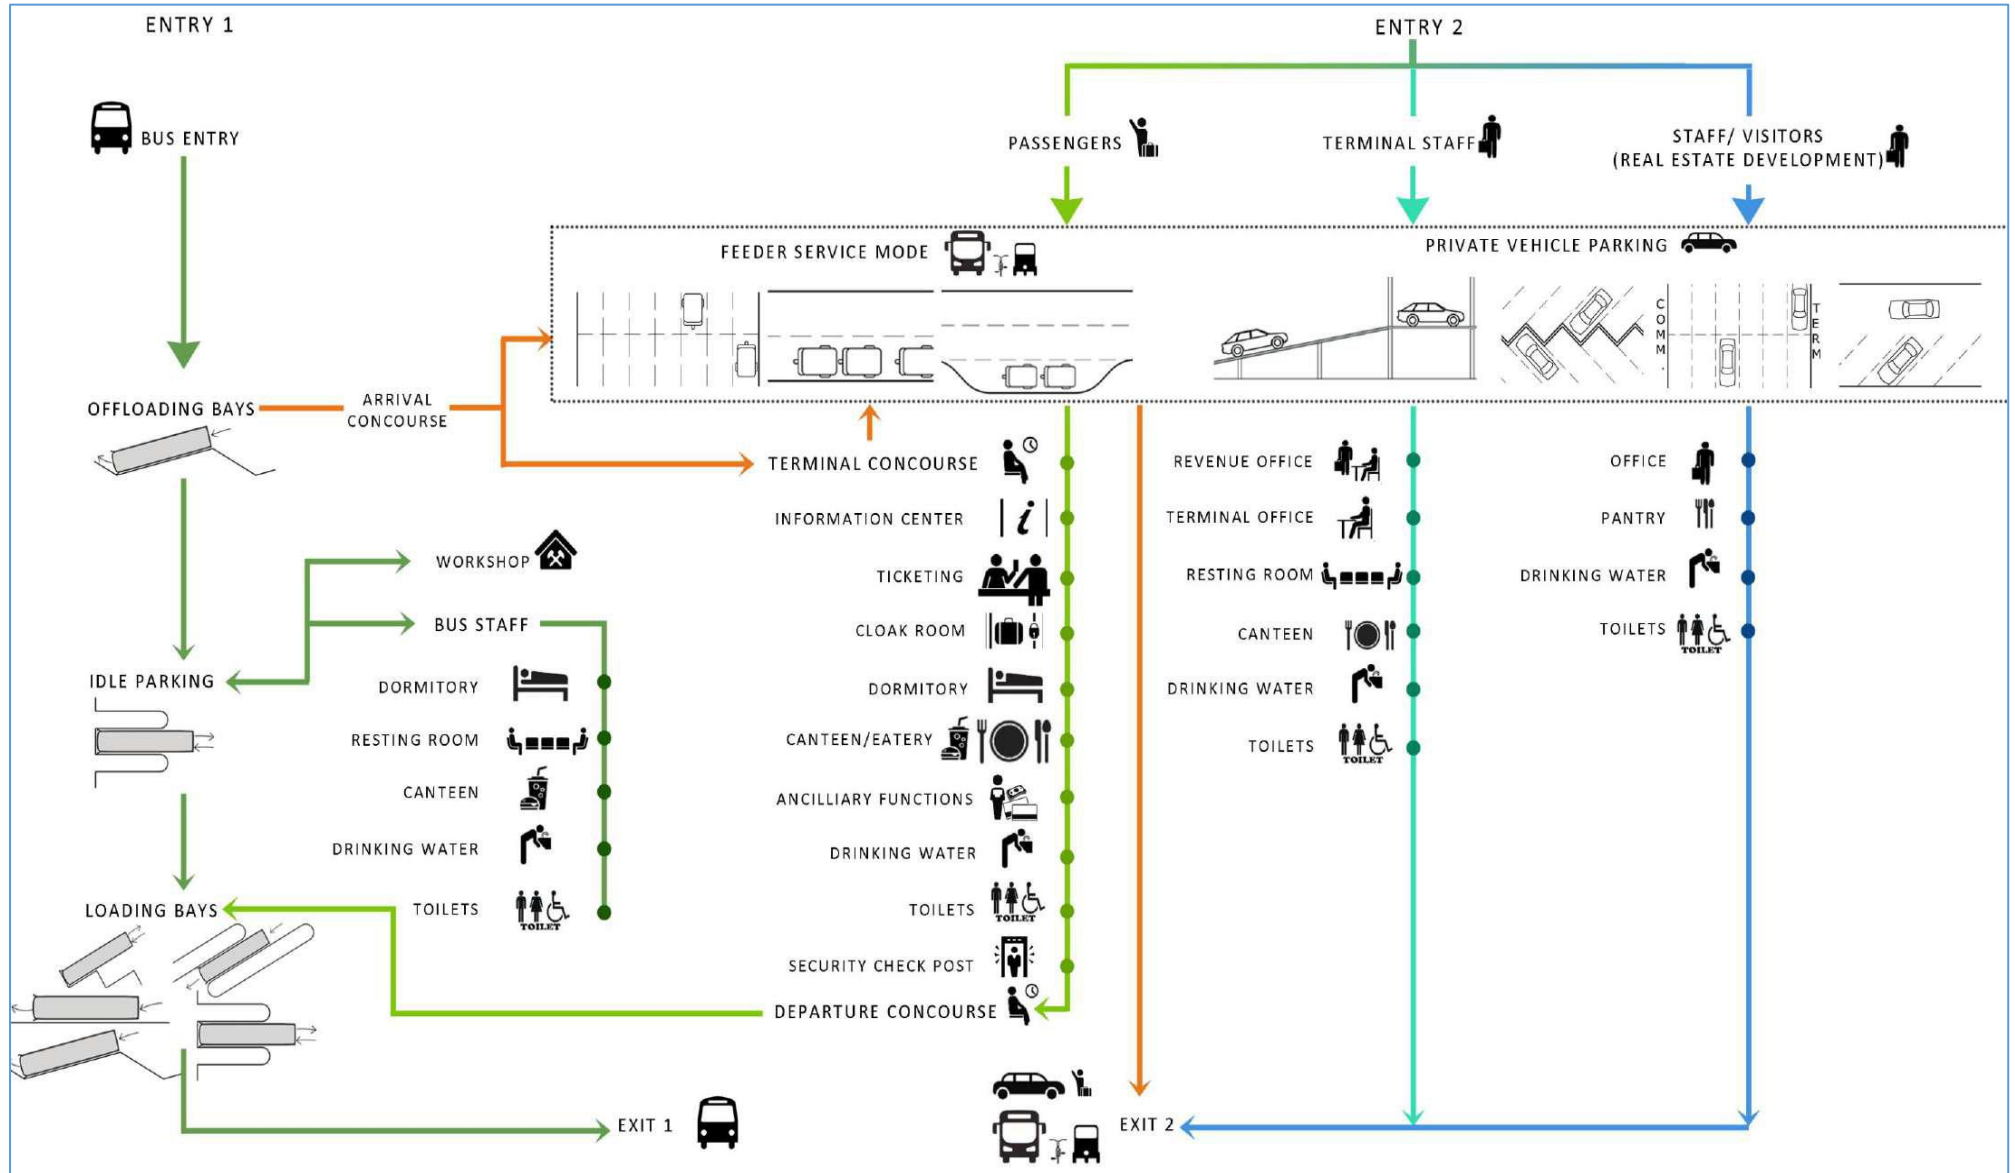 ENTRY 1
ENTRY 2
BUS ENTRY
PASSENGERS
TERMINAL STAFF
STAFF/ VISITORS
(REAL ESTATE DEVELOPMENT)
FEEDER SERVICE MODE
PRIVATE VEHICLE PARKING
COMM.
TERM.
OFFLOADING BAYS
ARRIVAL
CONCOURSE
IDLE PARKING
LOADING BAYS
WORKSHOP
BUS STAFF
DORMITORY
RESTING ROOM
CANTEEN
DRINKING WATER
TOILETS
TOILET
TERMINAL CONCOURSE
INFORMATION CENTER
i
TICKETING
CLOAK ROOM
DORMITORY
CANTEEN/EATERY
ANCILLIARY FUNCTIONS
DRINKING WATER
TOILETS
TOILET
SECURITY CHECK POST
DEPARTURE CONCOURSE
REVENUE OFFICE
TERMINAL OFFICE
RESTING ROOM
CANTEEN
DRINKING WATER
TOILETS
TOILET
OFFICE
PANTRY
DRINKING WATER
TOILETS
TOILET
EXIT 1
EXIT 2